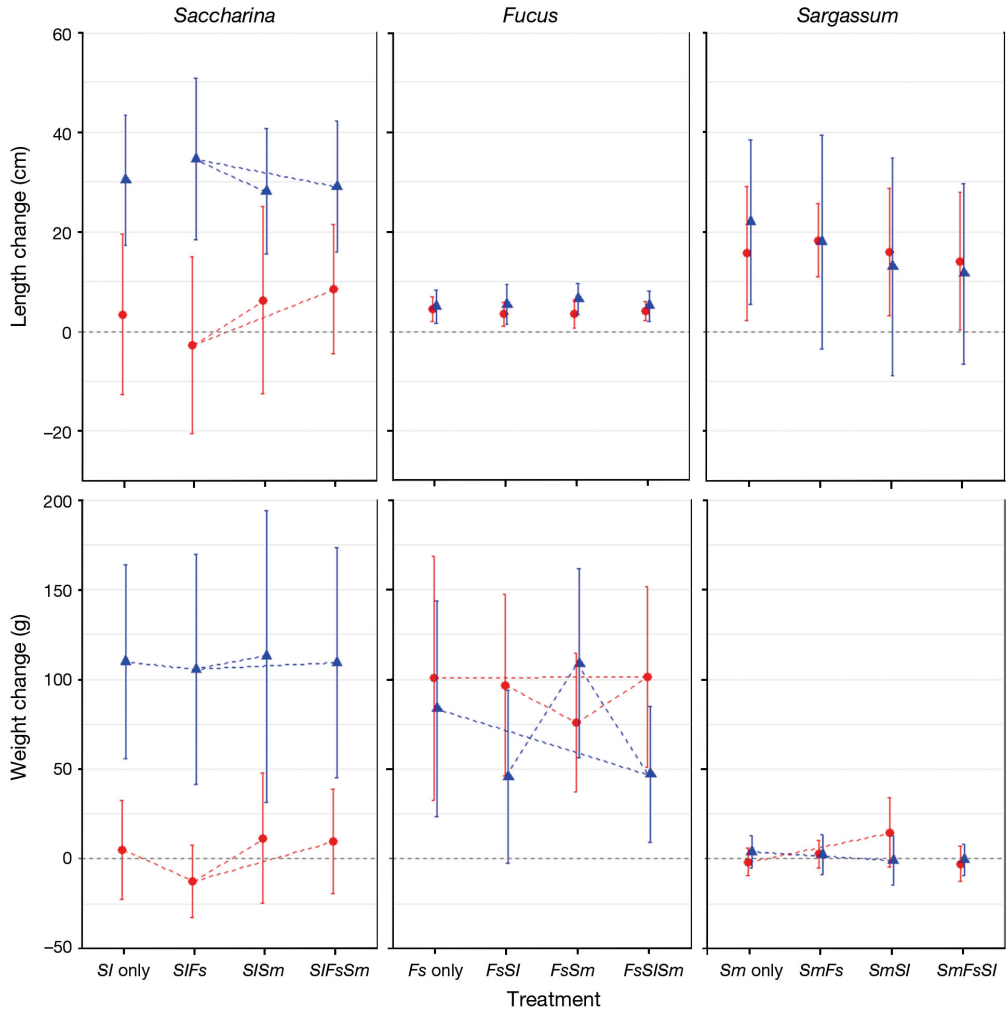 Saccharina
Fucus
Sargassum
Length change (cm)
60
40
20
0
–20
Weight change (g)
200
150
100
50
0
–50
Sl only
SlFs
SlSm
SlFsSm
Fs only
FsSl
FsSm
FsSlSm
Sm only
SmFs
SmSl
SmFsSl
Treatment